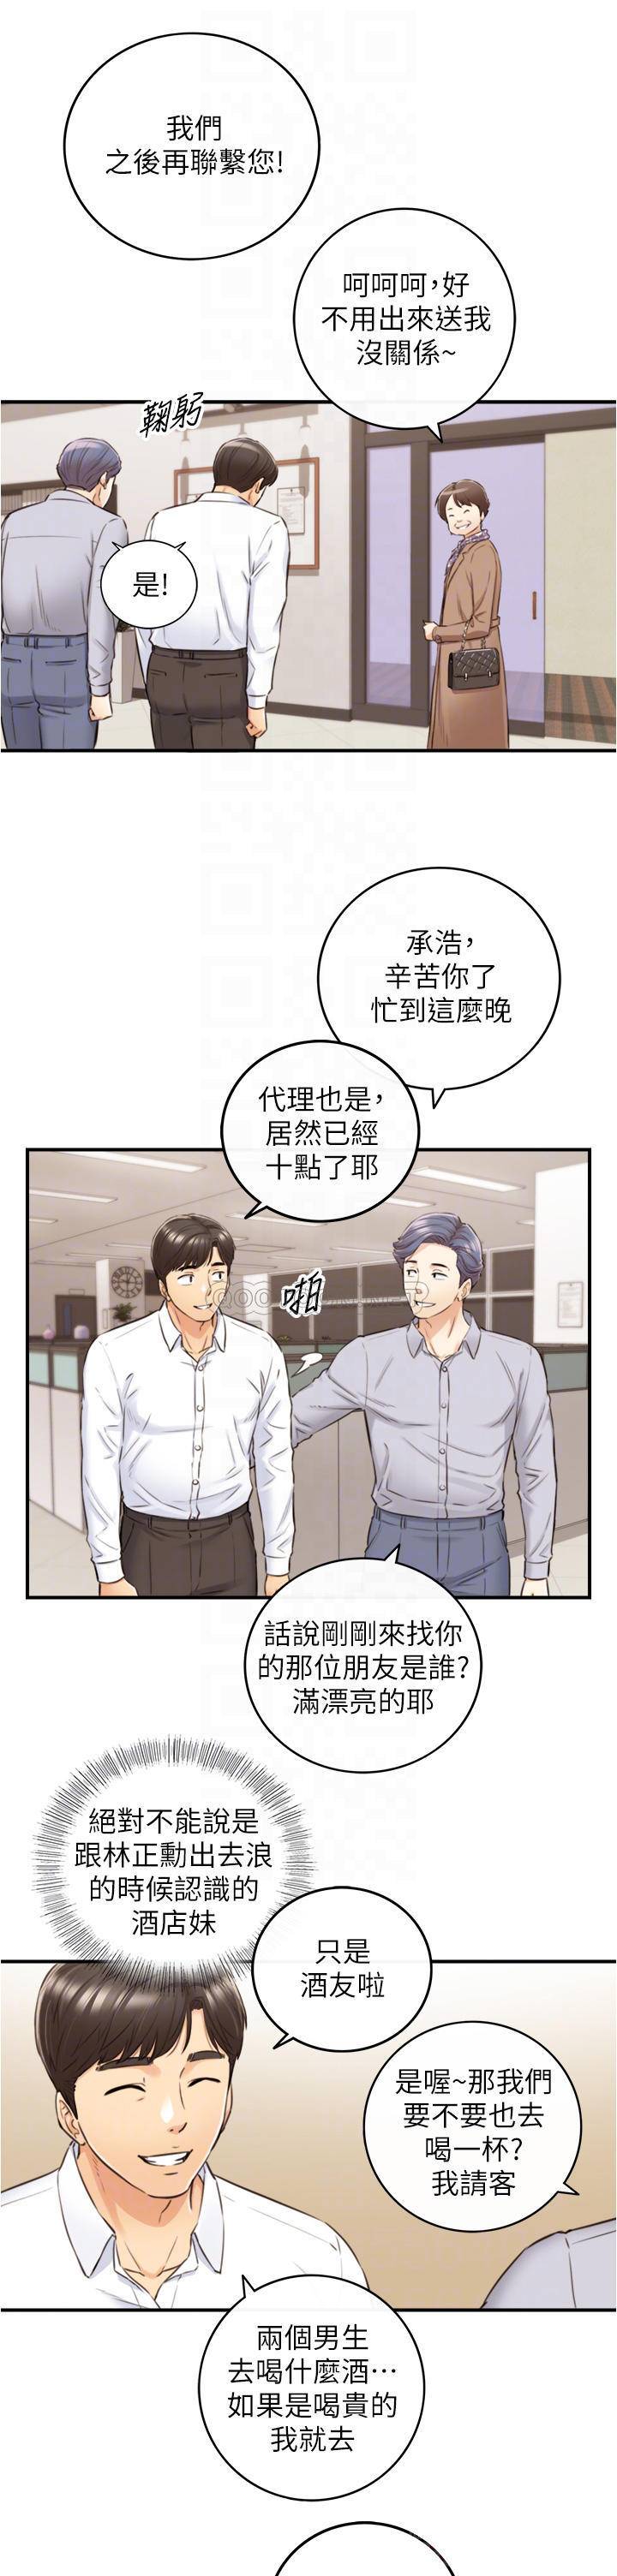 我們
之後再聯繫您!
呵呵呵,好
不用出來送我
沒關係~
鞠躬
是!
承浩,
辛苦你了
忙到這麼晚
代理也是,
居然已經
十點了耶
啪
話說剛剛來找你
的那位朋友是誰?
滿漂亮的耶
絕對不能說是
跟林正勳出去浪
的時候認識的
酒店妹
只是
酒友啦
是喔~那我們
要不要也去
喝一杯?
我請客
兩個男生
去喝什麼酒…
如果是喝貴的
我就去